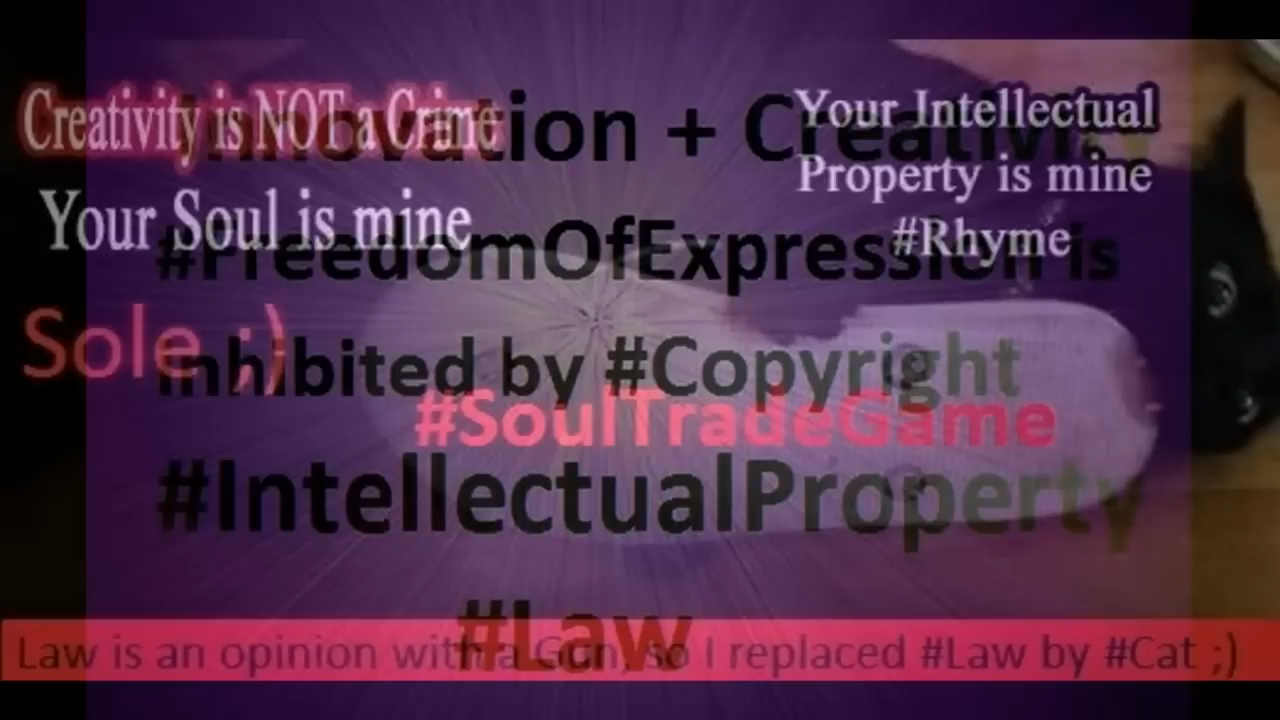 Creativity is NOT a Crime
Innovation + Creativity
Your Intellectual
Property is mine
#Rhyme
Your Soul is mine
#FreedomOfExpression is
Sole ;)
inhibited by #Copyright
#SoulTradeGame
#IntellectualProperty
#Law
Law is an opinion with a Gun, so I replaced #Law by #Cat ;)